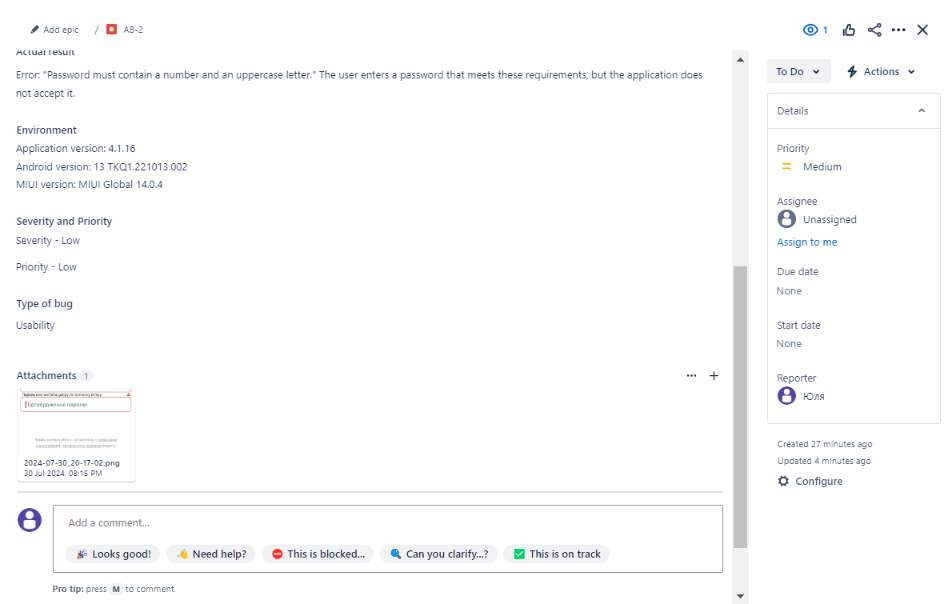 Add epic / AB-2
1
Actual result
Error: "Password must contain a number and an uppercase letter." The user enters a password that meets these requirements, but the application does
not accept it.
Environment
Application version: 4.1.16
Android version: 13 TKQ1.221013.002
MIUI version: MIUI Global 14.0.4
Severity and Priority
Severity - Low
Priority - Low
Type of bug
Usability
Attachments 1
Підтвердження паролю
2024-07-30_20-17-02.png
30 Jul 2024, 08:15 PM
Add a comment...
Looks good!
Need help?
This is blocked...
Can you clarify...?
This is on track
Pro tip: press M to comment
To Do
Actions
Details
Priority
Medium
Assignee
Unassigned
Assign to me
Due date
None
Start date
None
Reporter
Юля
Created 27 minutes ago
Updated 4 minutes ago
Configure